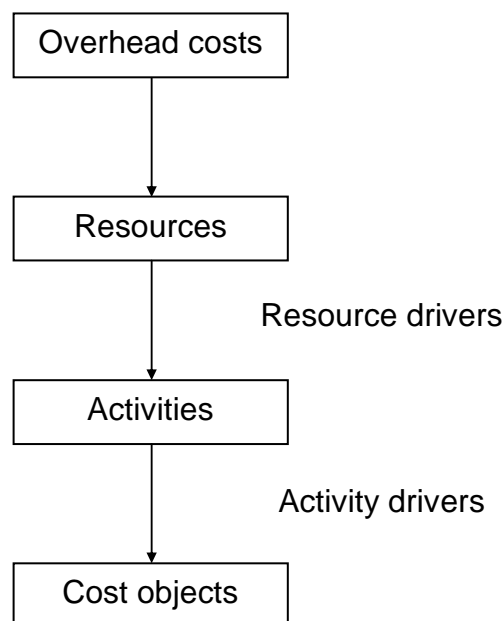 Overhead costs
Resources
Resource drivers
Activities
Activity drivers
Cost objects